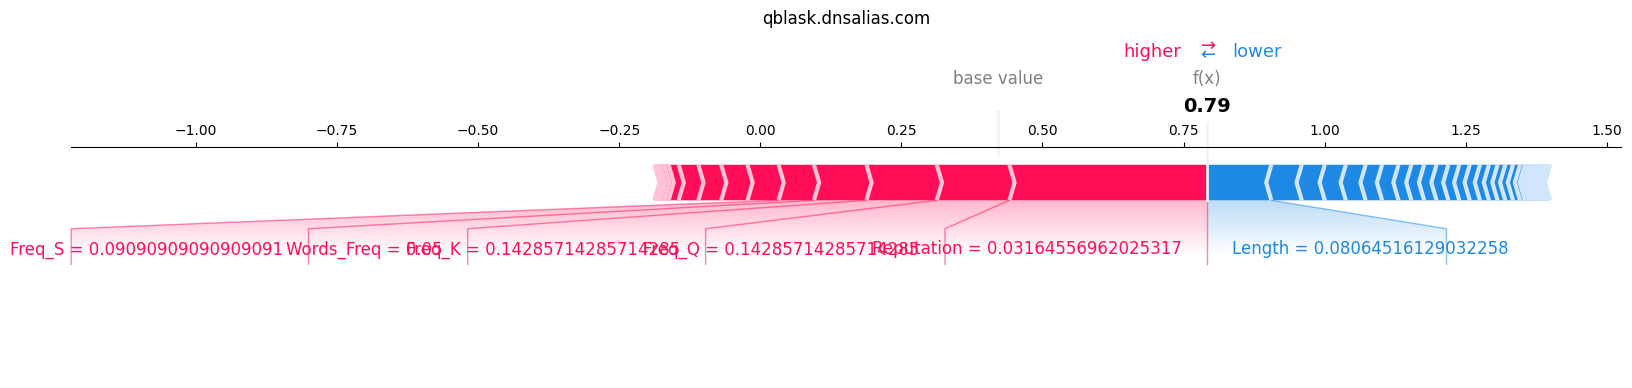 qblask.dnsalias.com
higher ⇄ lower
base value f(x)
0.79
−1.00 −0.75 −0.50 −0.25 0.00 0.25 0.50 0.75 1.00 1.25 1.50
Freq_S = 0.09090909090909091 Words_Freq = 0.05 Freq_K = 0.14285714285714285 Freq_Q = 0.14285714285714285 Reputation = 0.03164556962025317 Length = 0.08064516129032258